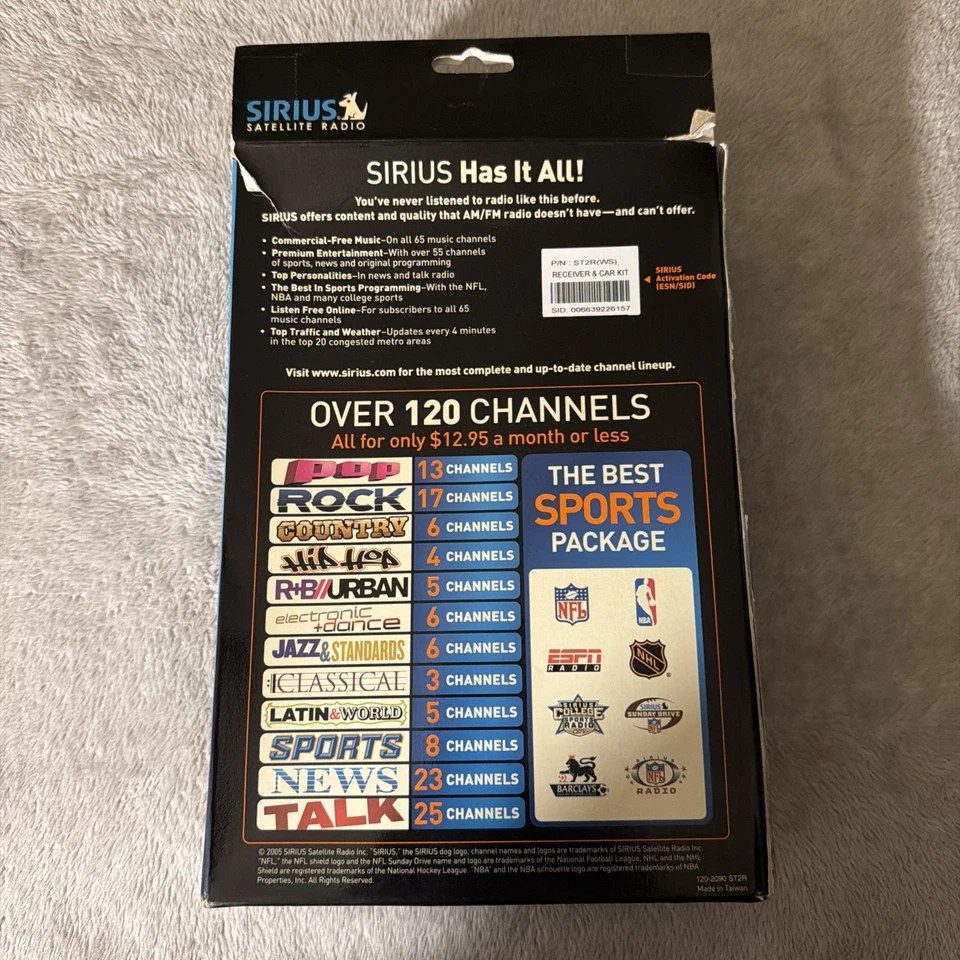 SIRIUS
SATELLITE RADIO
SIRIUS Has It All!
You've never listened to radio like this before.
SIRIUS offers content and quality that AM/FM radio doesn't have—and can't offer.
• Commercial-Free Music–On all 65 music channels
• Premium Entertainment–With over 55 channels
of sports, news and original programming
• Top Personalities–In news and talk radio
• The Best In Sports Programming–With the NFL,
NBA and many college sports
• Listen Free Online–For subscribers to all 65
music channels
• Top Traffic and Weather–Updates every 4 minutes
in the top 20 congested metro areas
P/N : ST2R(WS)
RECEIVER & CAR KIT
SID: 006639226157
SIRIUS
Activation Code
(ESN/SID)
Visit www.sirius.com for the most complete and up-to-date channel lineup.
OVER 120 CHANNELS
All for only $12.95 a month or less
pop 13 CHANNELS
ROCK 17 CHANNELS
COUNTRY 6 CHANNELS
HIP HOP 4 CHANNELS
R+B//URBAN 5 CHANNELS
electronic +dance 6 CHANNELS
JAZZ & STANDARDS 6 CHANNELS
CLASSICAL 3 CHANNELS
LATIN & WORLD 5 CHANNELS
SPORTS 8 CHANNELS
NEWS 23 CHANNELS
TALK 25 CHANNELS
THE BEST
SPORTS
PACKAGE
NFL
NBA
ESPN
RADIO
NHL
SIRIUS
COLLEGE
SPORTS
RADIO
SIRIUS
SUNDAY DRIVE
NFL
BARCLAYS
SIRIUS
NFL
RADIO
© 2005 SIRIUS Satellite Radio Inc. "SIRIUS," the SIRIUS dog logo, channel names and logos are trademarks of SIRIUS Satellite Radio Inc.
"NFL," the NFL shield logo and the NFL Sunday Drive name and logo are trademarks of the National Football League, NHL and the NHL
Shield are registered trademarks of the National Hockey League. "NBA" and the NBA silhouette logo are registered trademarks of NBA
Properties, Inc. All Rights Reserved.
120-2090 ST2R
Made in Taiwan